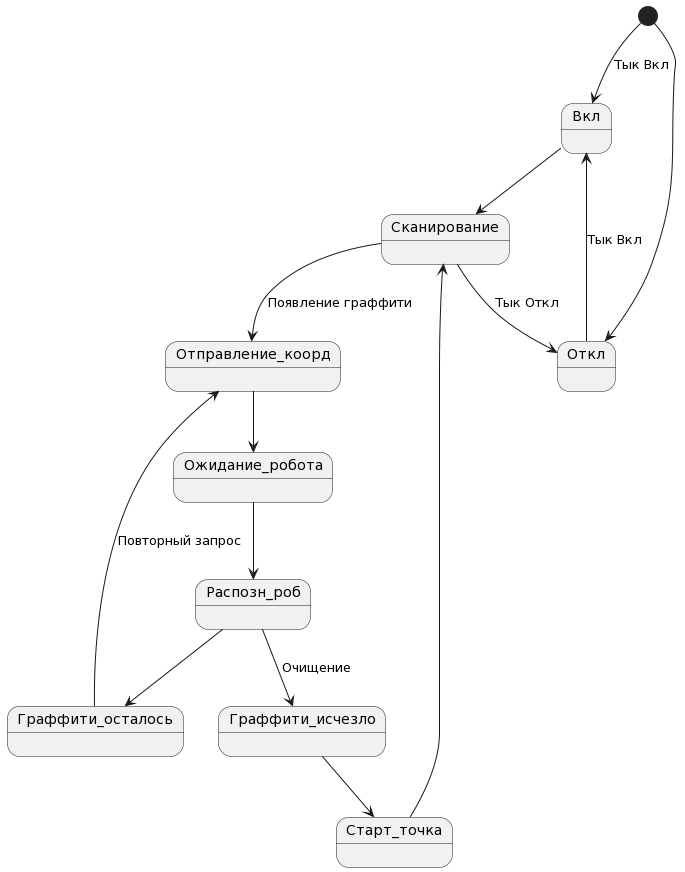 Тык Вкл
Вкл
Сканирование
Тык Вкл
Появление граффити
Тык Откл
Отправление_коорд
Откл
Ожидание_робота
Повторный запрос
Распозн_роб
Очищение
Граффити_осталось
Граффити_исчезло
Старт_точка